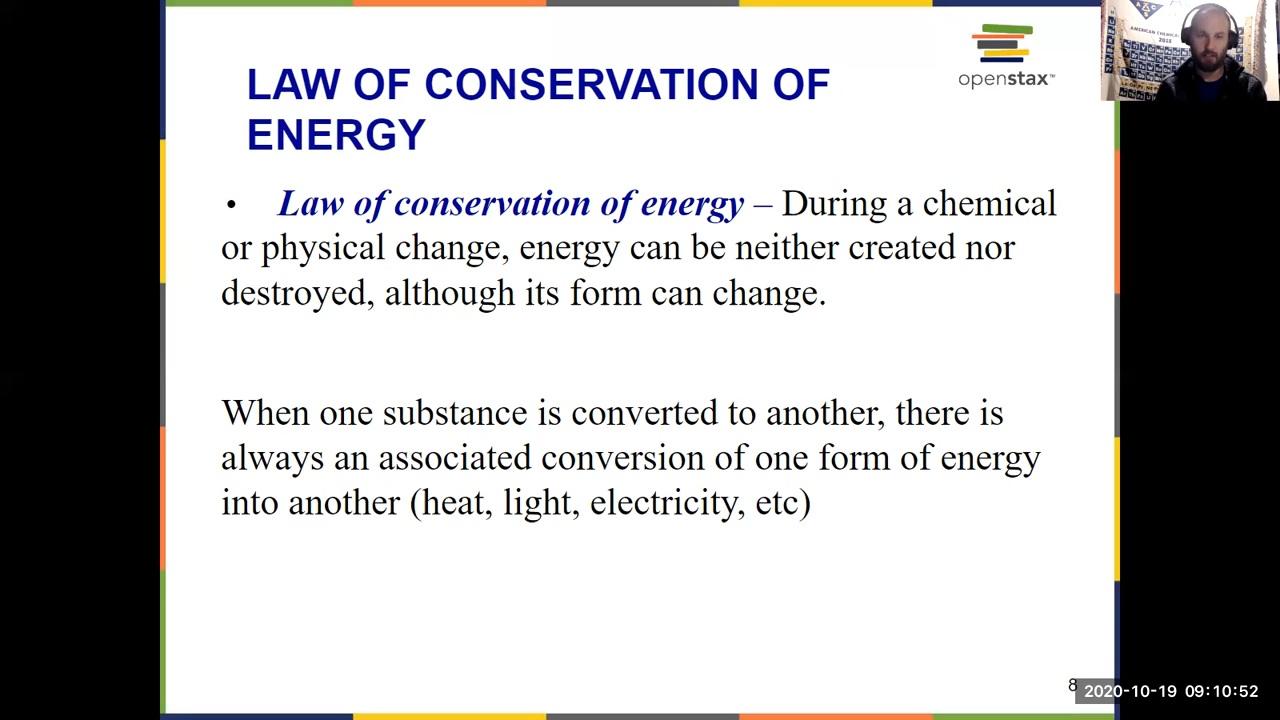 LAW OF CONSERVATION OF
ENERGY
openstax™
AMERICAN CHEMICAL
2018
• Law of conservation of energy – During a chemical
or physical change, energy can be neither created nor
destroyed, although its form can change.
When one substance is converted to another, there is
always an associated conversion of one form of energy
into another (heat, light, electricity, etc)
8
2020-10-19 09:10:52